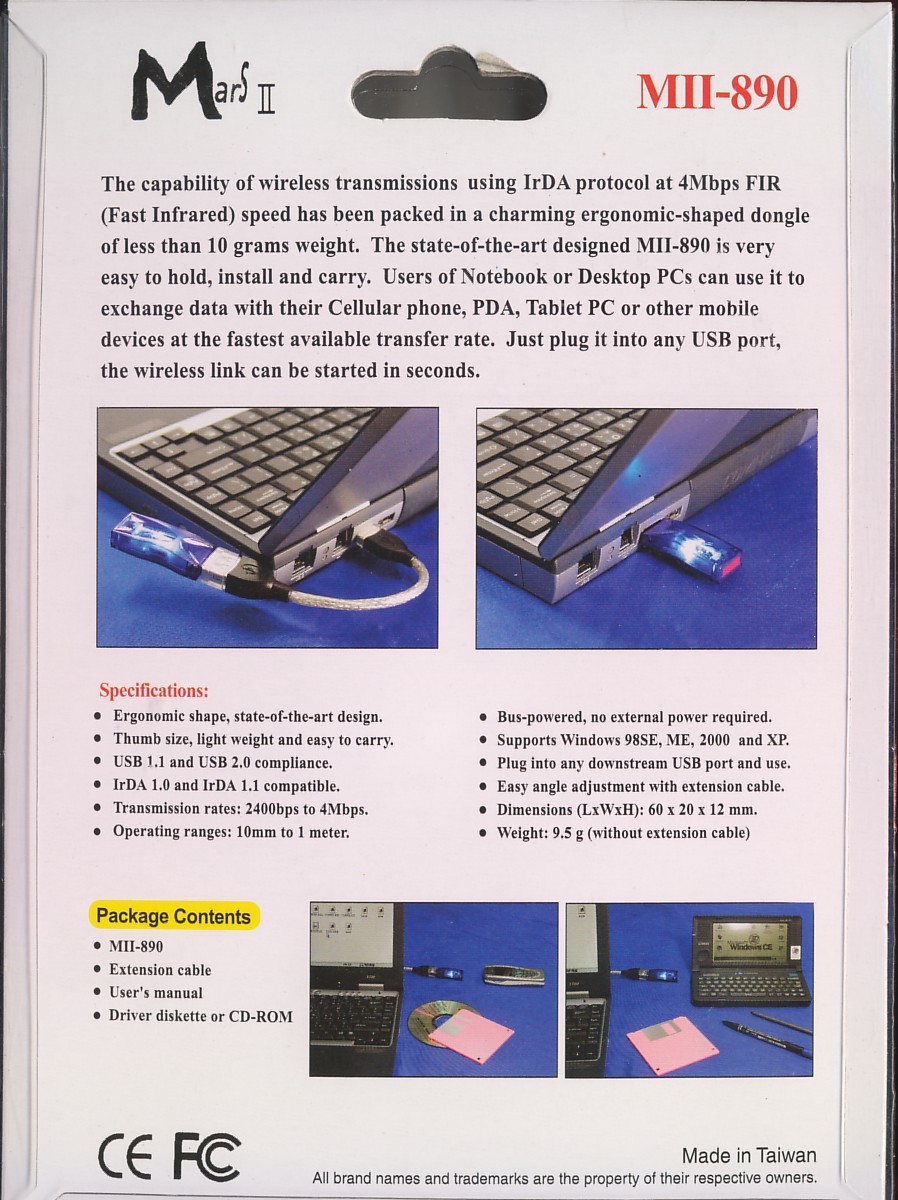 MarS II
MII-890
The capability of wireless transmissions using IrDA protocol at 4Mbps FIR
(Fast Infrared) speed has been packed in a charming ergonomic-shaped dongle
of less than 10 grams weight. The state-of-the-art designed MII-890 is very
easy to hold, install and carry. Users of Notebook or Desktop PCs can use it to
exchange data with their Cellular phone, PDA, Tablet PC or other mobile
devices at the fastest available transfer rate. Just plug it into any USB port,
the wireless link can be started in seconds.
Specifications:
• Ergonomic shape, state-of-the-art design.
• Thumb size, light weight and easy to carry.
• USB 1.1 and USB 2.0 compliance.
• IrDA 1.0 and IrDA 1.1 compatible.
• Transmission rates: 2400bps to 4Mbps.
• Operating ranges: 10mm to 1 meter.
• Bus-powered, no external power required.
• Supports Windows 98SE, ME, 2000 and XP.
• Plug into any downstream USB port and use.
• Easy angle adjustment with extension cable.
• Dimensions (LxWxH): 60 x 20 x 12 mm.
• Weight: 9.5 g (without extension cable)
Package Contents
• MII-890
• Extension cable
• User's manual
• Driver diskette or CD-ROM
Windows CE
CE FC
Made in Taiwan
All brand names and trademarks are the property of their respective owners.